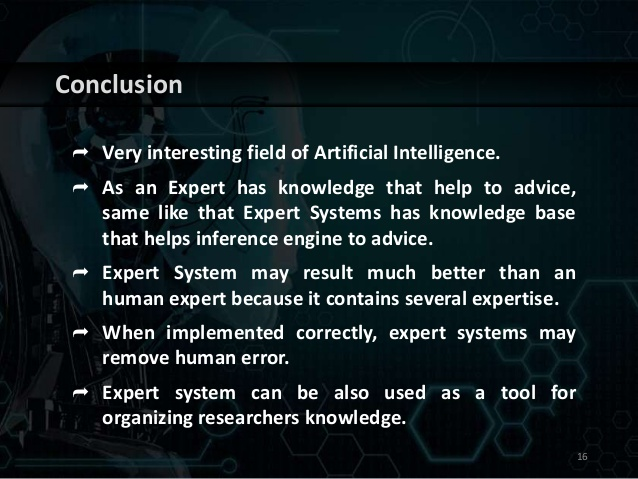 Conclusion
Very interesting field of Artificial Intelligence.
As an Expert has knowledge that help to advice,
same like that Expert Systems has knowledge base
that helps inference engine to advice.
Expert System may result much better than an
human expert because it contains several expertise.
When implemented correctly, expert systems may
remove human error.
Expert system can be also used as a tool for
organizing researchers knowledge.
16